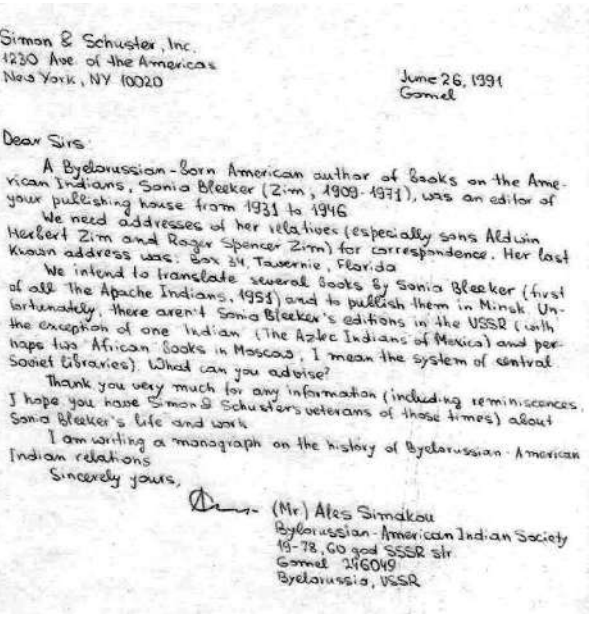 Simon & Schuster, Inc.
1230 Ave. of the Americas
New York, NY 10020
June 26, 1991
Gomel
Dear Sirs:
A Byelorussian-born American author of books on the Ame-
rican Indians, Sonia Bleeker (Zim; 1909-1971), was an editor of
your publishing house from 1931 to 1946
We need addresses of her relatives (especially sons Aldwin
Herbert Zim and Roger Spencer Zim) for correspondence. Her last
known address was: Box 34, Tavernie, Florida
We intend to translate several books by Sonia Bleeker (first
of all The Apache Indians, 1951) and to publish them in Minsk. Un-
fortunately, there aren't Sonia Bleeker's editions in the USSR (with
the exception of one "Indian" (The Aztec Indians of Mexico) and per-
haps two "African" books in Moscow, I mean the system of central
Soviet libraries). What can you advise?
Thank you very much for any information (including reminiscences,
I hope you have Simon & Schuster's veterans of those times) about
Sonia Bleeker's life and work
I am writing a monograph on the history of Byelorussian-American
Indian relations
Sincerely yours,
(Mr) Ales Simakou
Bylorussian-American Indian Society
19-78, 60 god SSSR str.
Gomel 246049
Byelorussia, USSR